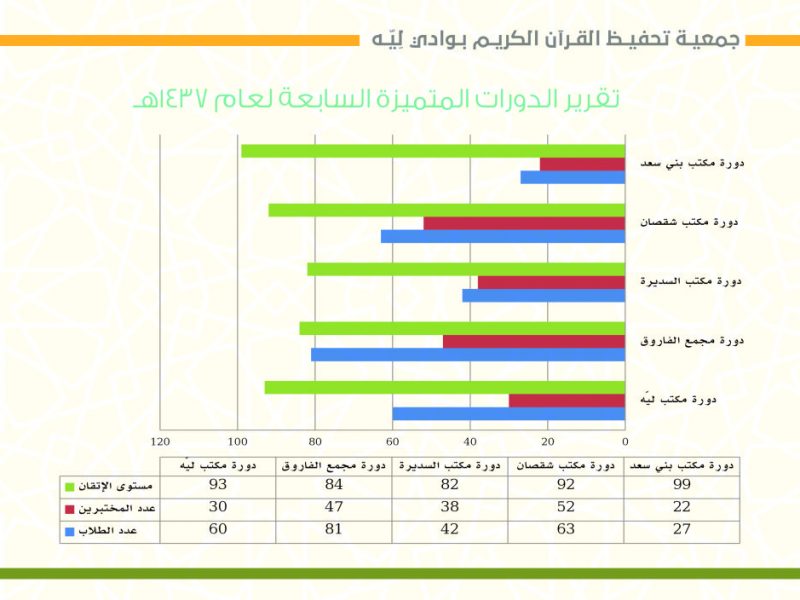 جمعية تحفيظ القرآن الكريم بوادي لِيّه
تقرير الدورات المتميزة السابعة لعام ١٤٣٧هـ
دورة مكتب بني سعد
دورة مكتب شقصان
دورة مكتب السديرة
دورة مجمع الفاروق
دورة مكتب ليّه
120 100 80 60 40 20 0
دورة مكتب ليّه دورة مجمع الفاروق دورة مكتب السديرة دورة مكتب شقصان دورة مكتب بني سعد
مستوى الإتقان 93 84 82 92 99
عدد المختبرين 30 47 38 52 22
عدد الطلاب 60 81 42 63 27